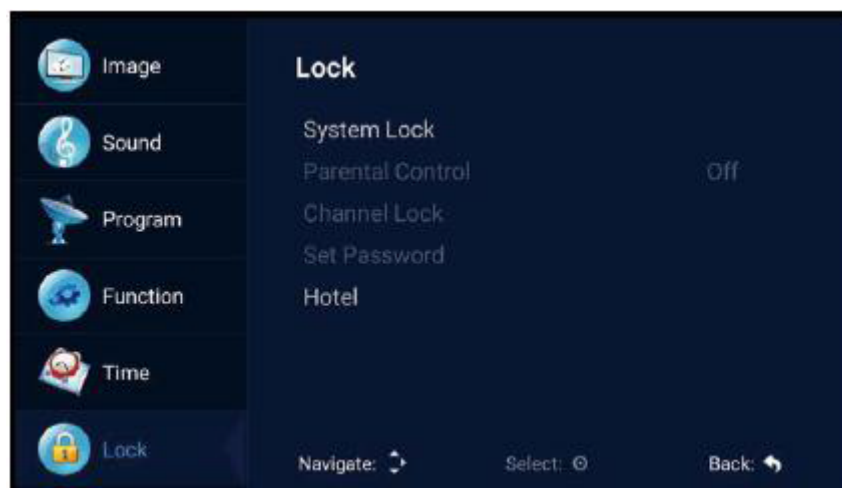 Image
Sound
Program
Function
Time
Lock
Lock
System Lock
Parental Control Off
Channel Lock
Set Password
Hotel
Navigate: Select: Back: